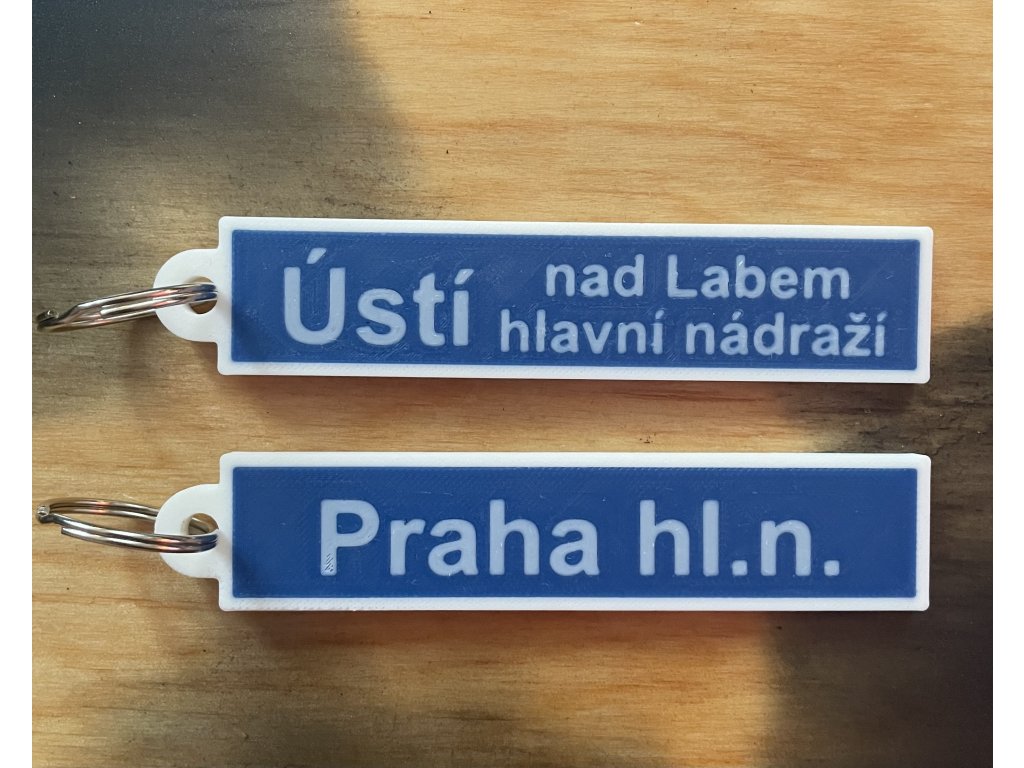 Ústí
nad Labem
hlavní nádraží
Praha hl.n.